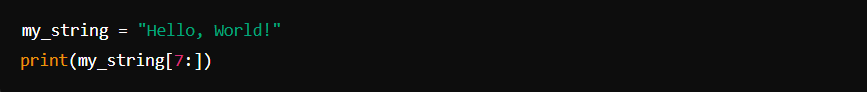 my_string = "Hello, World!"
print(my_string[7:])